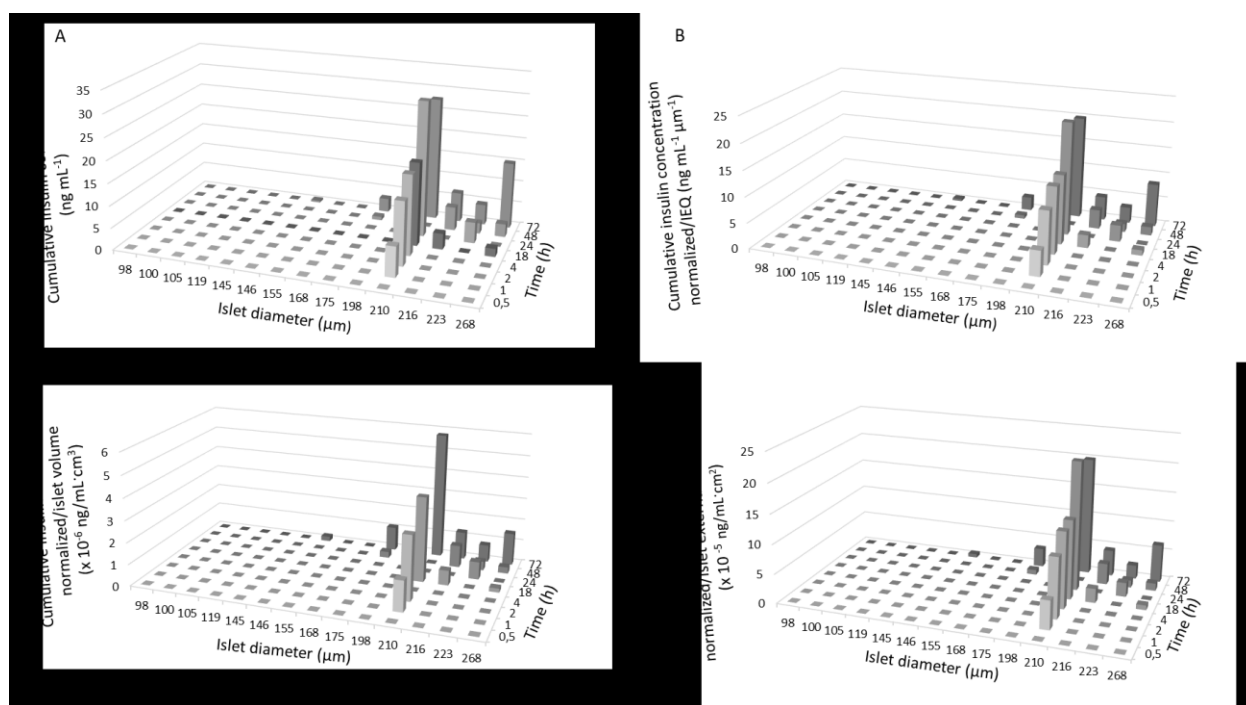 A
35
30
25
20
15
10
5
0
Cumulative insulin
(ng mL⁻¹)
98 100 105 119 145 146 155 168 175 198 210 216 223 268
Islet diameter (μm)
0,5 1 2 4 18 24 48 72
Time (h)
B
25
20
15
10
5
0
Cumulative insulin concentration
normalized/IEQ (ng mL⁻¹ μm⁻¹)
98 100 105 119 145 146 155 168 175 198 210 216 223 268
Islet diameter (μm)
0,5 1 2 4 18 24 48 72
Time (h)
6
5
4
3
2
1
0
Cumulative
normalized/islet volume
(x 10⁻⁶ ng/mL·cm³)
98 100 105 119 145 146 155 168 175 198 210 216 223 268
Islet diameter (μm)
0,5 1 2 4 18 24 48 72
Time (h)
25
20
15
10
5
0
normalized/islet
(x 10 ⁻⁵ ng/mL·cm²)
98 100 105 119 145 146 155 168 175 198 210 216 223 268
Islet diameter (μm)
0,5 1 2 4 18 24 48 72
Time (h)